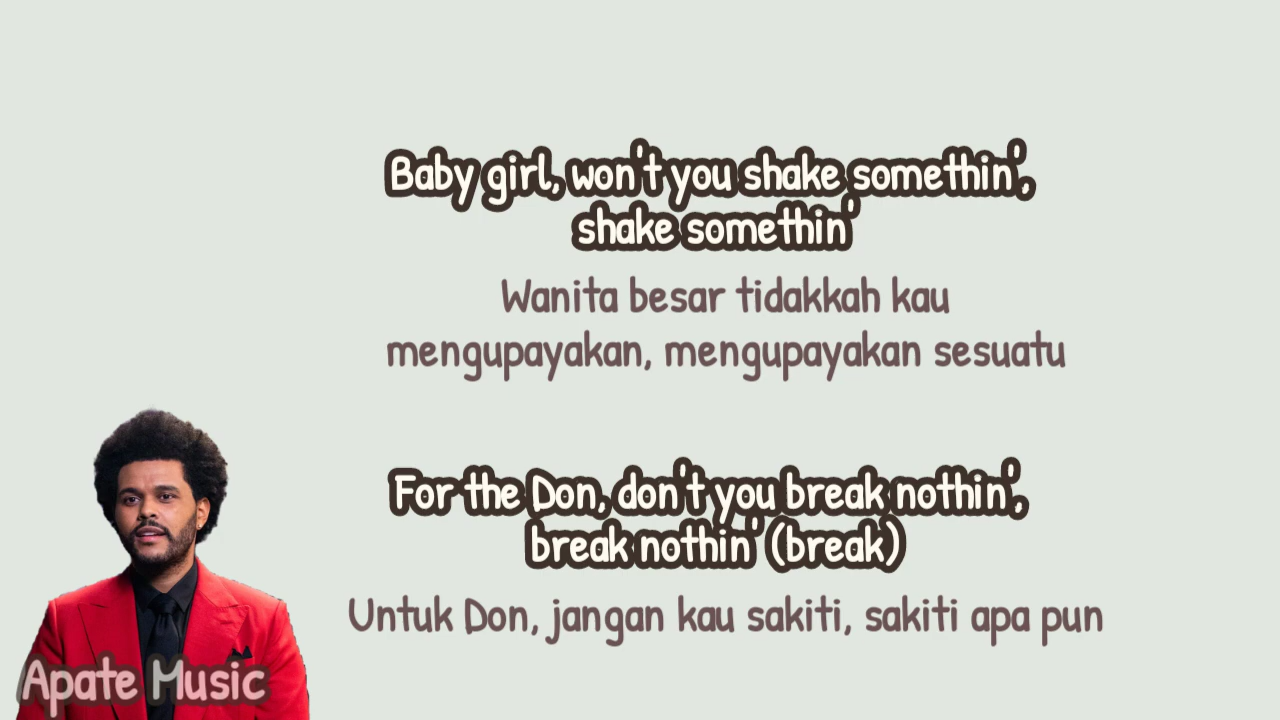 Baby girl, won't you shake somethin',
shake somethin'
Wanita besar tidakkah kau
mengupayakan, mengupayakan sesuatu
For the Don, don't you break nothin',
break nothin' (break)
Untuk Don, jangan kau sakiti, sakiti apa pun
Apate Music